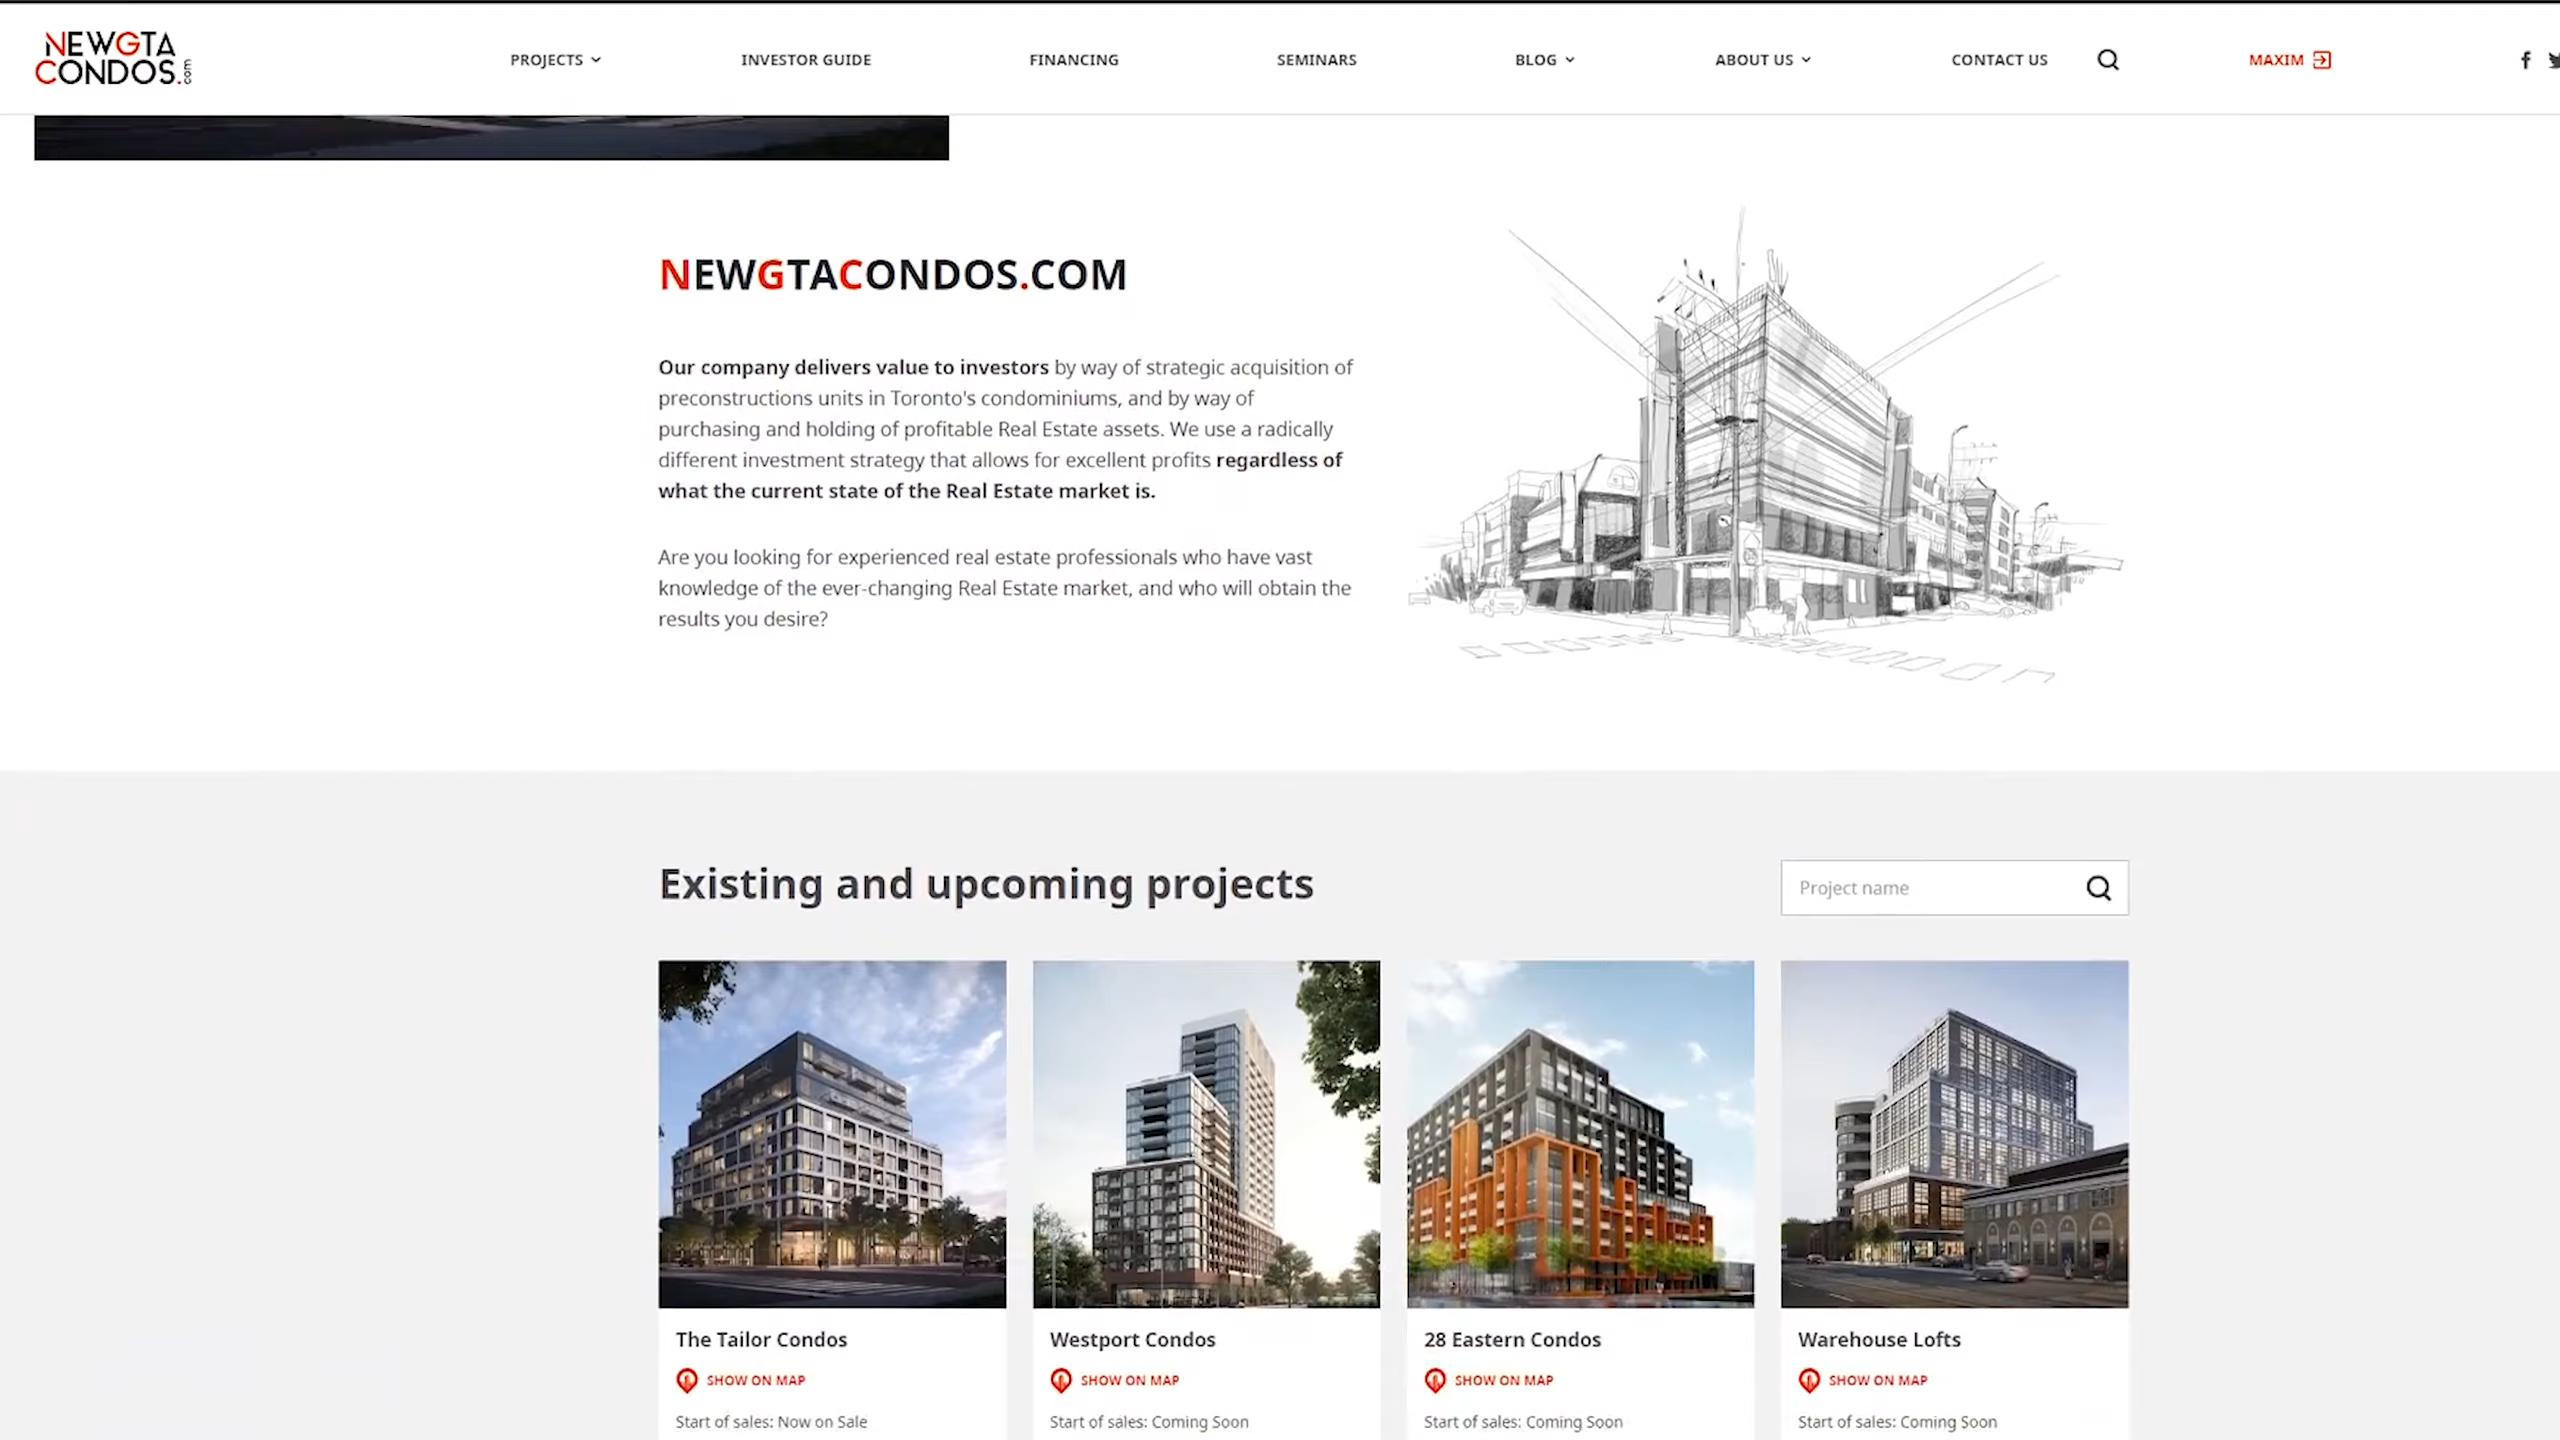 NEWGTA
CONDOS.com
PROJECTS
INVESTOR GUIDE
FINANCING
SEMINARS
BLOG
ABOUT US
CONTACT US
MAXIM
NEWGTACONDOS.COM
Our company delivers value to investors by way of strategic acquisition of
preconstructions units in Toronto's condominiums, and by way of
purchasing and holding of profitable Real Estate assets. We use a radically
different investment strategy that allows for excellent profits regardless of
what the current state of the Real Estate market is.
Are you looking for experienced real estate professionals who have vast
knowledge of the ever-changing Real Estate market, and who will obtain the
results you desire?
Existing and upcoming projects
Project name
The Tailor Condos
SHOW ON MAP
Start of sales: Now on Sale
Westport Condos
SHOW ON MAP
Start of sales: Coming Soon
28 Eastern Condos
SHOW ON MAP
Start of sales: Coming Soon
Warehouse Lofts
SHOW ON MAP
Start of sales: Coming Soon